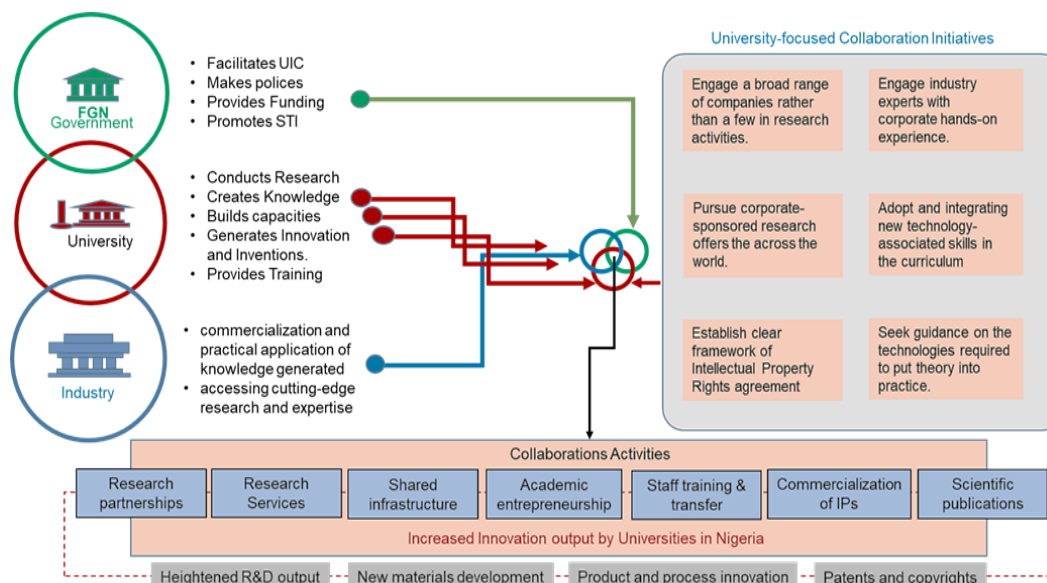 FGN
Government
• Facilitates UIC
• Makes polices
• Provides Funding
• Promotes STI
University
• Conducts Research
• Creates Knowledge
• Builds capacities
• Generates Innovation
and Inventions.
• Provides Training
Industry
• commercialization and
practical application of
knowledge generated
• accessing cutting-edge
research and expertise
University-focused Collaboration Initiatives
Engage a broad range
of companies rather
than a few in research
activities.
Engage industry
experts with
corporate hands-on
experience.
Pursue corporate-
sponsored research
offers the across the
world.
Adopt and integrating
new technology-
associated skills in
the curriculum
Establish clear
framework of
Intellectual Property
Rights agreement
Seek guidance on the
technologies required
to put theory into
practice.
Collaborations Activities
Research
partnerships
Research
Services
Shared
infrastructure
Academic
entrepreneurship
Staff training &
transfer
Commercialization
of IPs
Scientific
publications
Increased Innovation output by Universities in Nigeria
Heightened R&D output
New materials development
Product and process innovation
Patents and copyrights